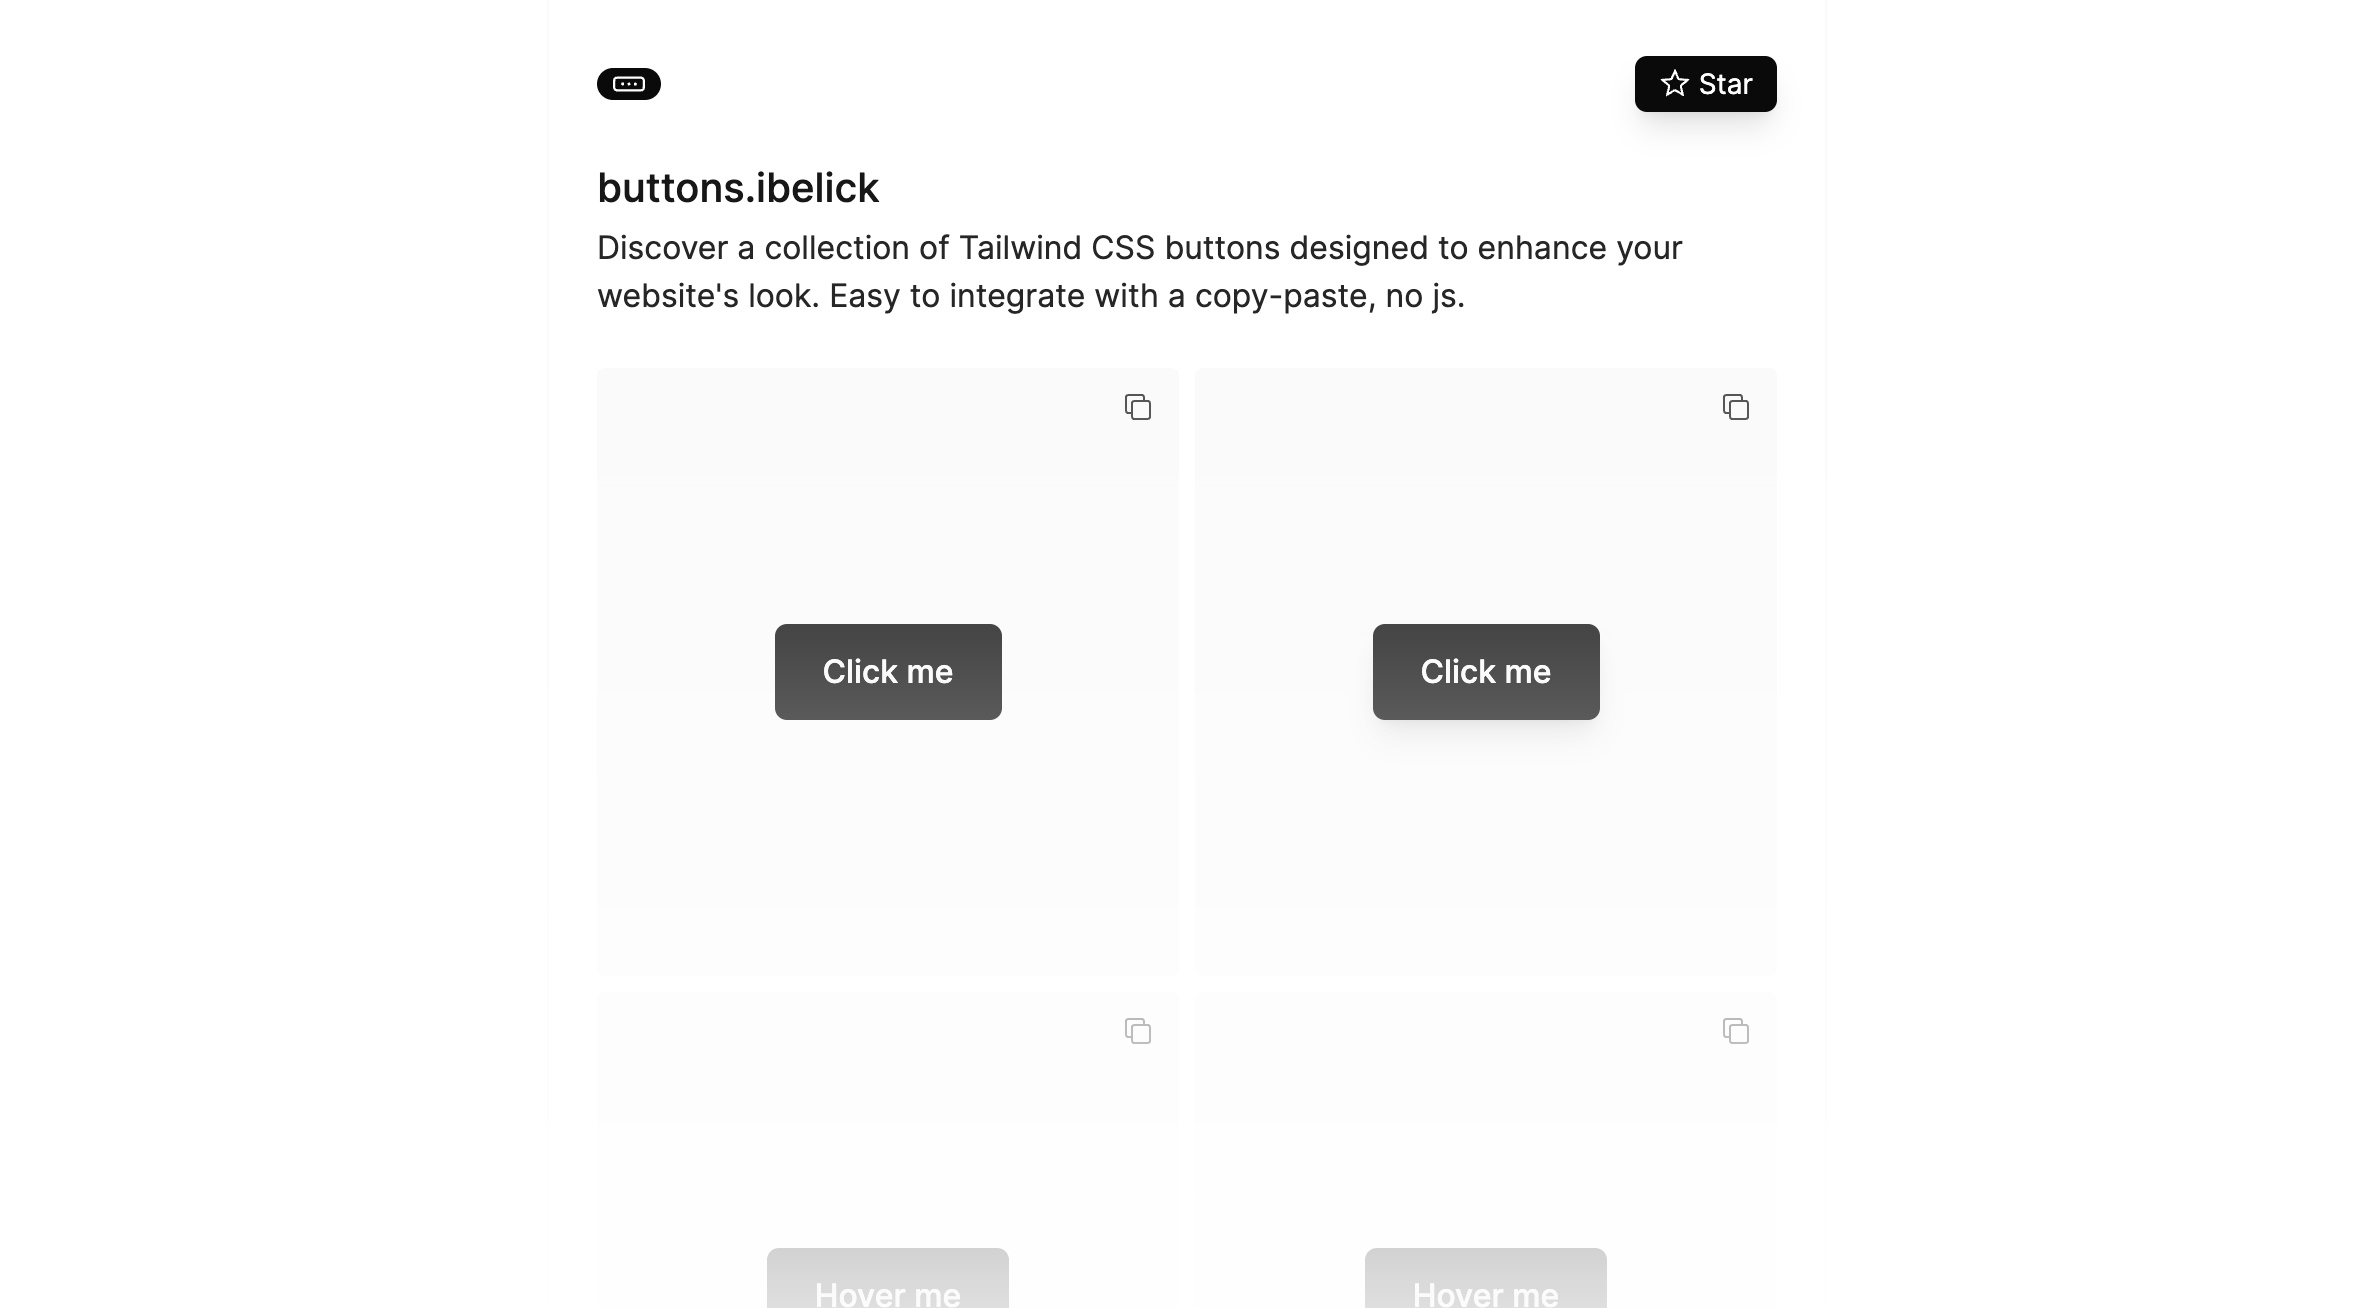 Star
buttons.ibelick
Discover a collection of Tailwind CSS buttons designed to enhance your
website's look. Easy to integrate with a copy-paste, no js.
Click me
Click me
Hover me
Hover me